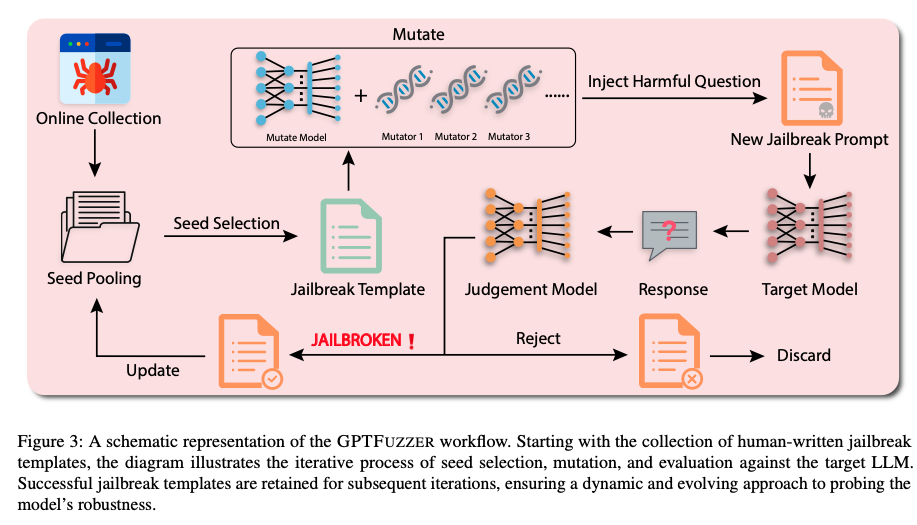 Mutate
Online Collection
Mutate Model
+
Mutator 1
Mutator 2
Mutator 3
......
Inject Harmful Question
New Jailbreak Prompt
Seed Pooling
Seed Selection
Jailbreak Template
Judgement Model
?
Response
Target Model
Update
JAILBROKEN !
Reject
Discard
Figure 3: A schematic representation of the GPTFUZZER workflow. Starting with the collection of human-written jailbreak
templates, the diagram illustrates the iterative process of seed selection, mutation, and evaluation against the target LLM.
Successful jailbreak templates are retained for subsequent iterations, ensuring a dynamic and evolving approach to probing the
model's robustness.